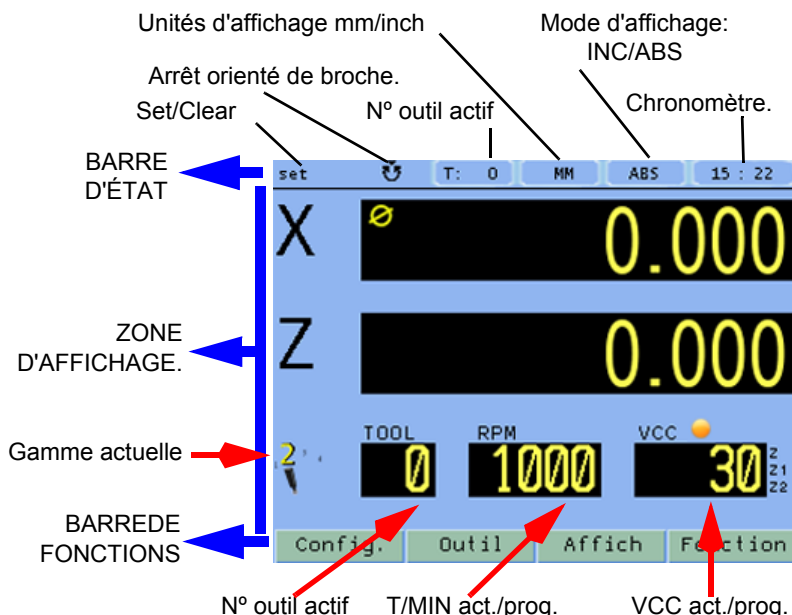 Unités d'affichage mm/inch
Mode d'affichage:
INC/ABS
Arrêt orienté de broche.
Set/Clear
Nº outil actif
Chronomètre.
BARRE
D'ÉTAT
set
T: 0
MM
ABS
15 : 22
X
0.000
ZONE
D'AFFICHAGE.
Z
0.000
Gamme actuelle
2
TOOL
0
RPM
1000
VCC
30
Z
Z1
Z2
BARREDE
FONCTIONS
Config.
Outil
Affich
Fonction
Nº outil actif
T/MIN act./prog.
VCC act./prog.